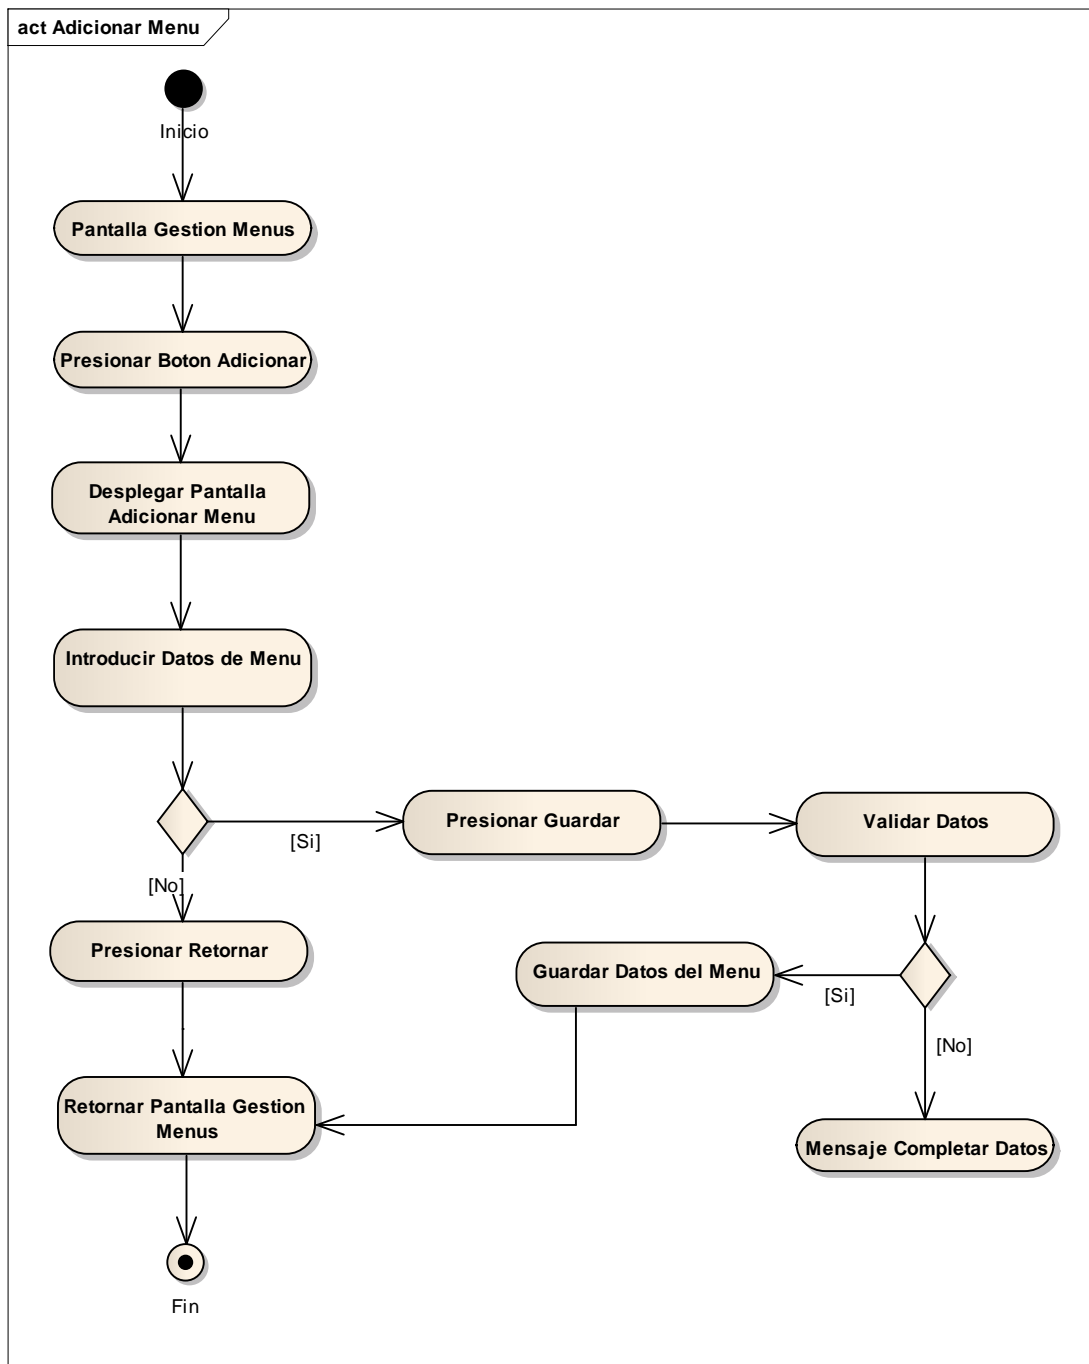 act Adicionar Menu
Inicio
Pantalla Gestion Menus
Presionar Boton Adicionar
Desplegar Pantalla
Adicionar Menu
Introducir Datos de Menu
[Si]
Presionar Guardar
Validar Datos
[No]
Presionar Retornar
Guardar Datos del Menu
[Si]
[No]
Retornar Pantalla Gestion
Menus
Mensaje Completar Datos
Fin